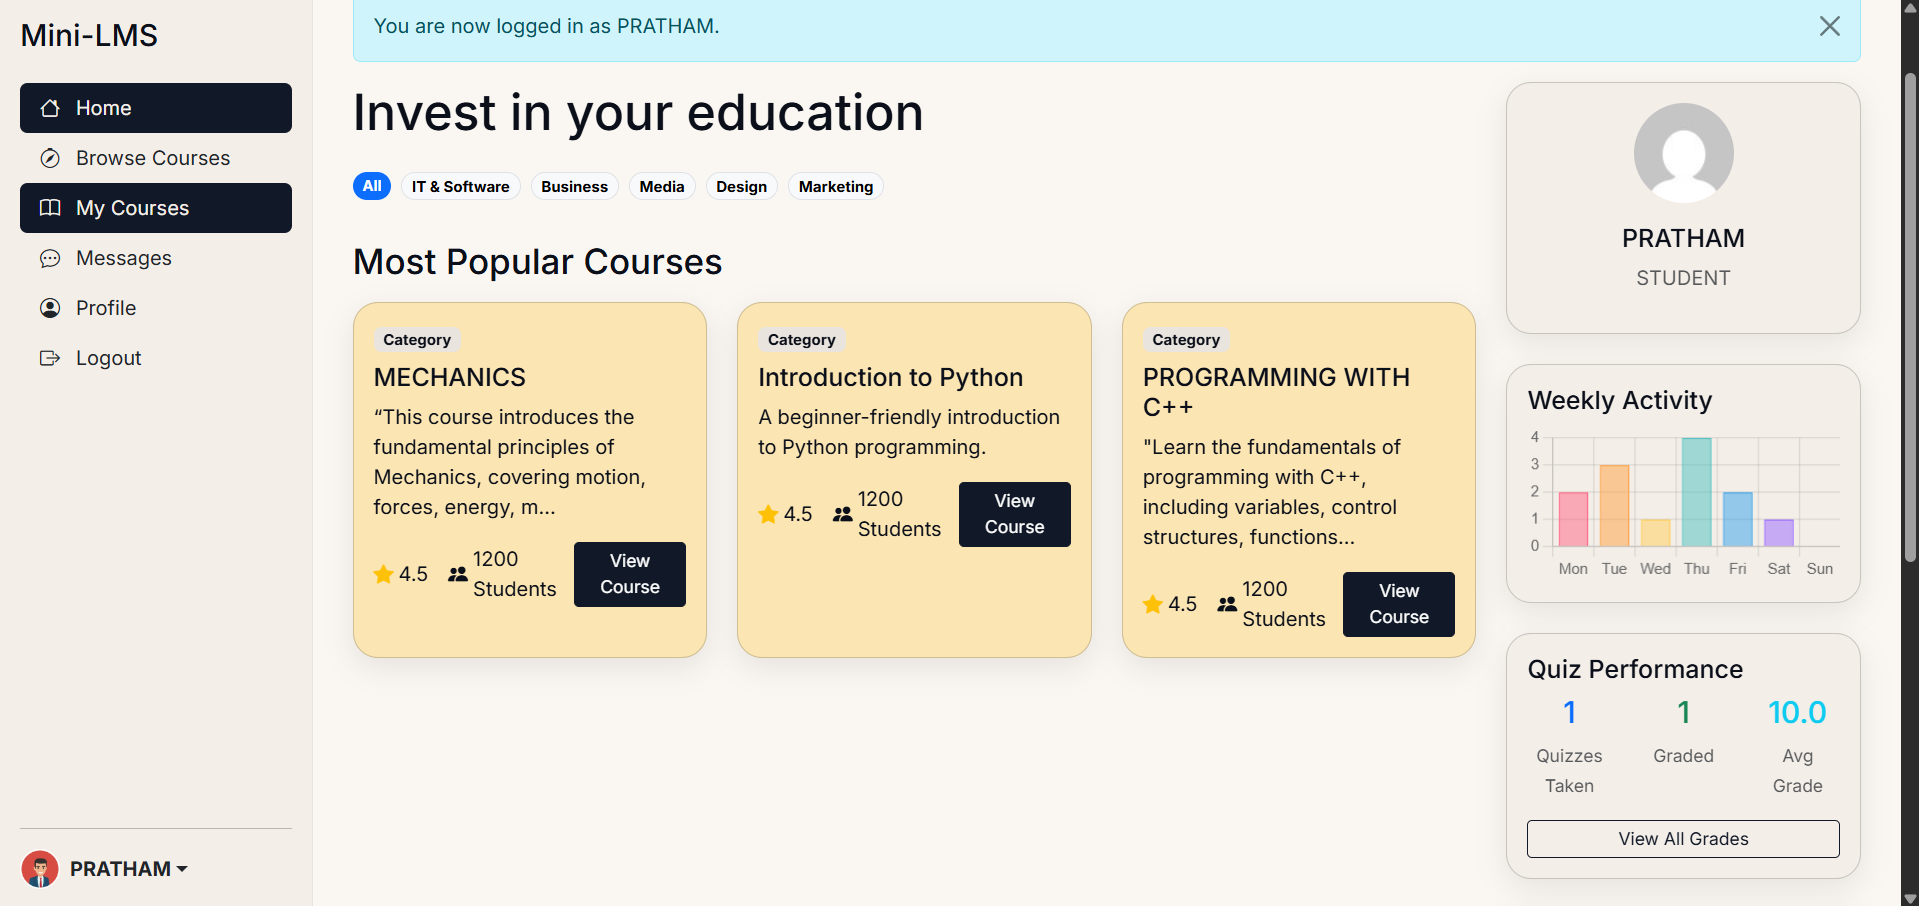 Mini-LMS
Home
Browse Courses
My Courses
Messages
Profile
Logout
PRATHAM
You are now logged in as PRATHAM.
Invest in your education
All
IT & Software
Business
Media
Design
Marketing
Most Popular Courses
Category
MECHANICS
“This course introduces the
fundamental principles of
Mechanics, covering motion,
forces, energy, m...
4.5
1200
Students
View
Course
Category
Introduction to Python
A beginner-friendly introduction
to Python programming.
4.5
1200
Students
View
Course
Category
PROGRAMMING WITH
C++
"Learn the fundamentals of
programming with C++,
including variables, control
structures, functions...
4.5
1200
Students
View
Course
PRATHAM
STUDENT
Weekly Activity
4
3
2
1
0
Mon Tue Wed Thu Fri Sat Sun
Quiz Performance
1
Quizzes
Taken
1
Graded
10.0
Avg
Grade
View All Grades